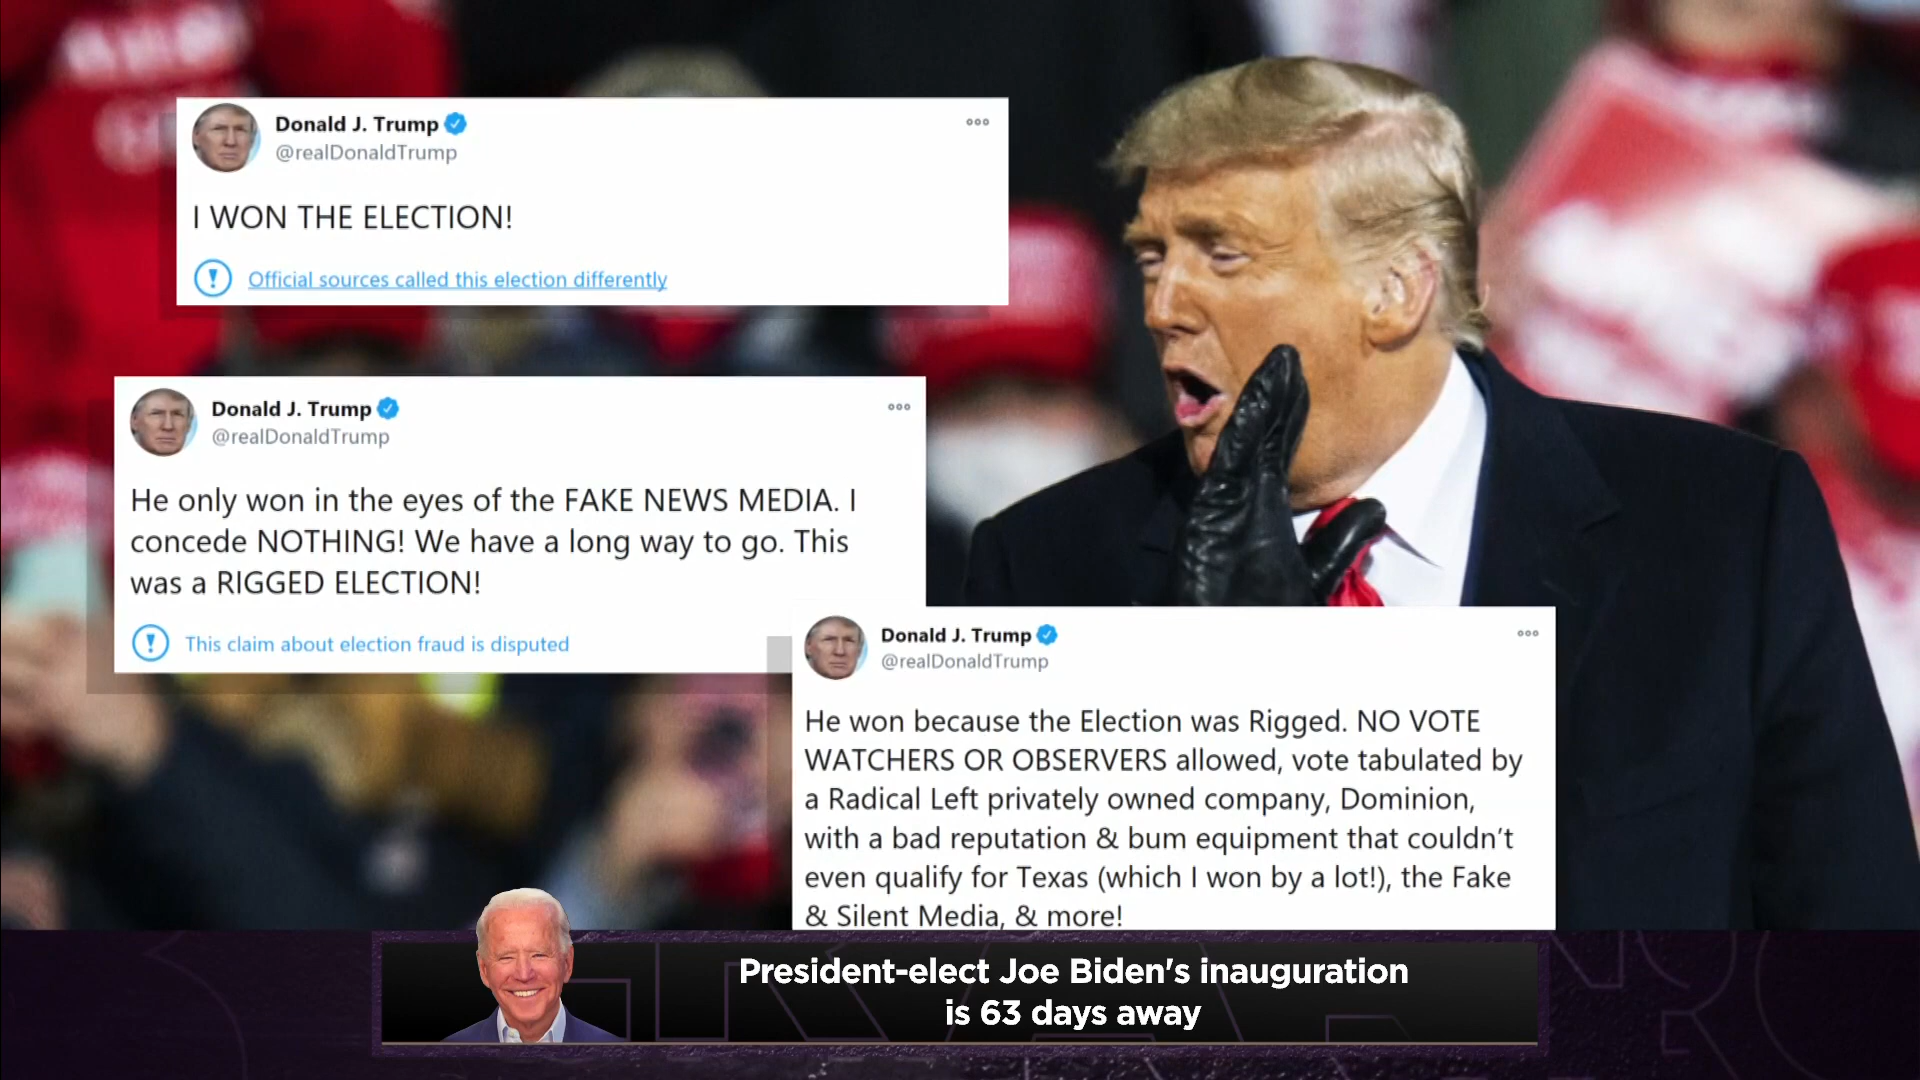 Donald J. Trump
@realDonaldTrump
I WON THE ELECTION!
Official sources called this election differently
Donald J. Trump
@realDonaldTrump
He only won in the eyes of the FAKE NEWS MEDIA. I
concede NOTHING! We have a long way to go. This
was a RIGGED ELECTION!
This claim about election fraud is disputed
Donald J. Trump
@realDonaldTrump
He won because the Election was Rigged. NO VOTE
WATCHERS OR OBSERVERS allowed, vote tabulated by
a Radical Left privately owned company, Dominion,
with a bad reputation & bum equipment that couldn't
even qualify for Texas (which I won by a lot!), the Fake
& Silent Media, & more!
President-elect Joe Biden's inauguration
is 63 days away